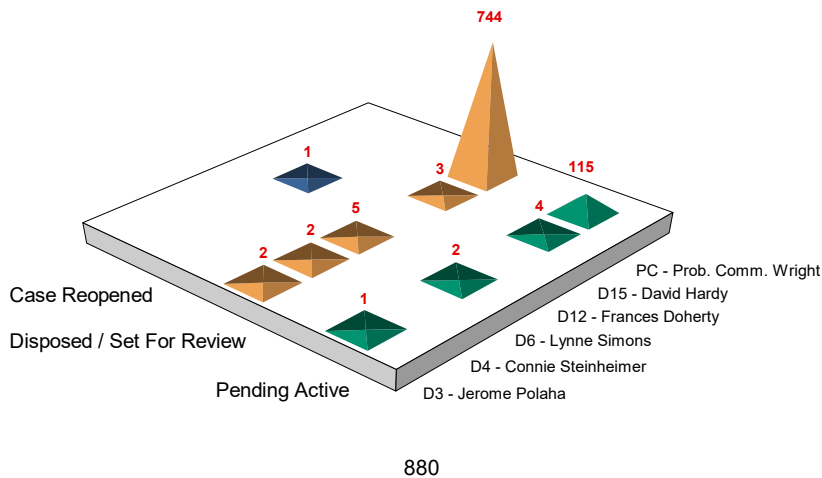 744
1
3
115
5
4
2
2
2
1
PC - Prob. Comm. Wright
D15 - David Hardy
Case Reopened
D12 - Frances Doherty
Disposed / Set For Review
D6 - Lynne Simons
D4 - Connie Steinheimer
Pending Active
D3 - Jerome Polaha
880